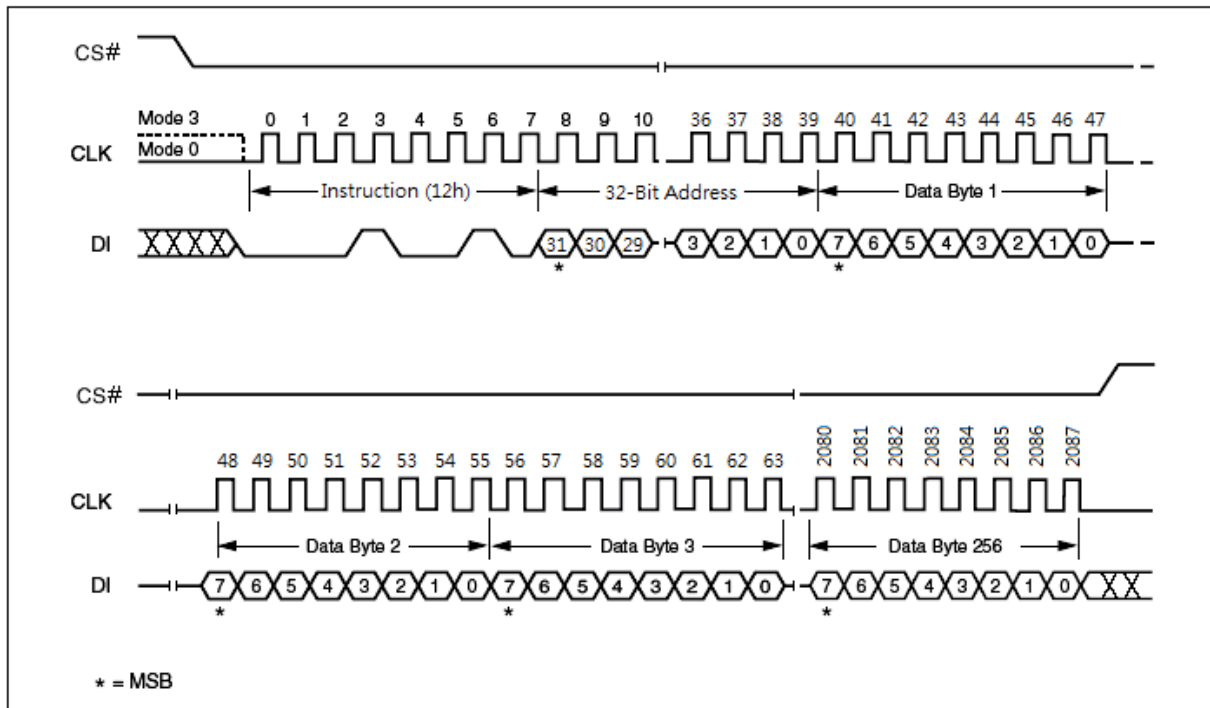 CS#
Mode 3
0 1 2 3 4 5 6 7 8 9 10 36 37 38 39 40 41 42 43 44 45 46 47
Mode 0
CLK
Instruction (12h) 32-Bit Address Data Byte 1
DI 31 30 29 3 2 1 0 7 6 5 4 3 2 1 0
* *
CS#
2080 2081 2082 2083 2084 2085 2086 2087
48 49 50 51 52 53 54 55 56 57 58 59 60 61 62 63
CLK
Data Byte 2 Data Byte 3 Data Byte 256
DI 7 6 5 4 3 2 1 0 7 6 5 4 3 2 1 0 7 6 5 4 3 2 1 0
* * *
* = MSB